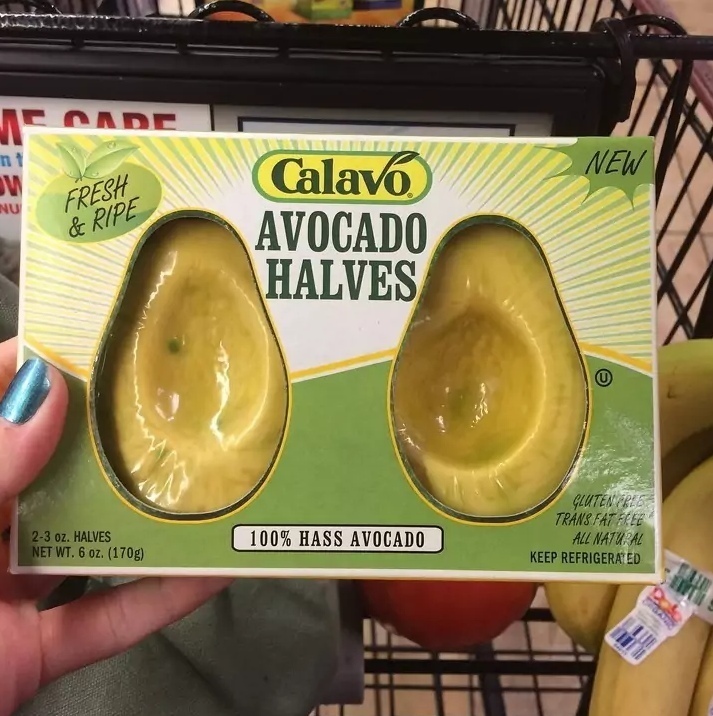 FRESH
& RIPE
Calavo
AVOCADO
HALVES
NEW
U
2-3 oz. HALVES
NET WT. 6 oz. (170g)
100% HASS AVOCADO
GLUTEN FREE
TRANS FAT FREE
ALL NATURAL
KEEP REFRIGERATED
Dole